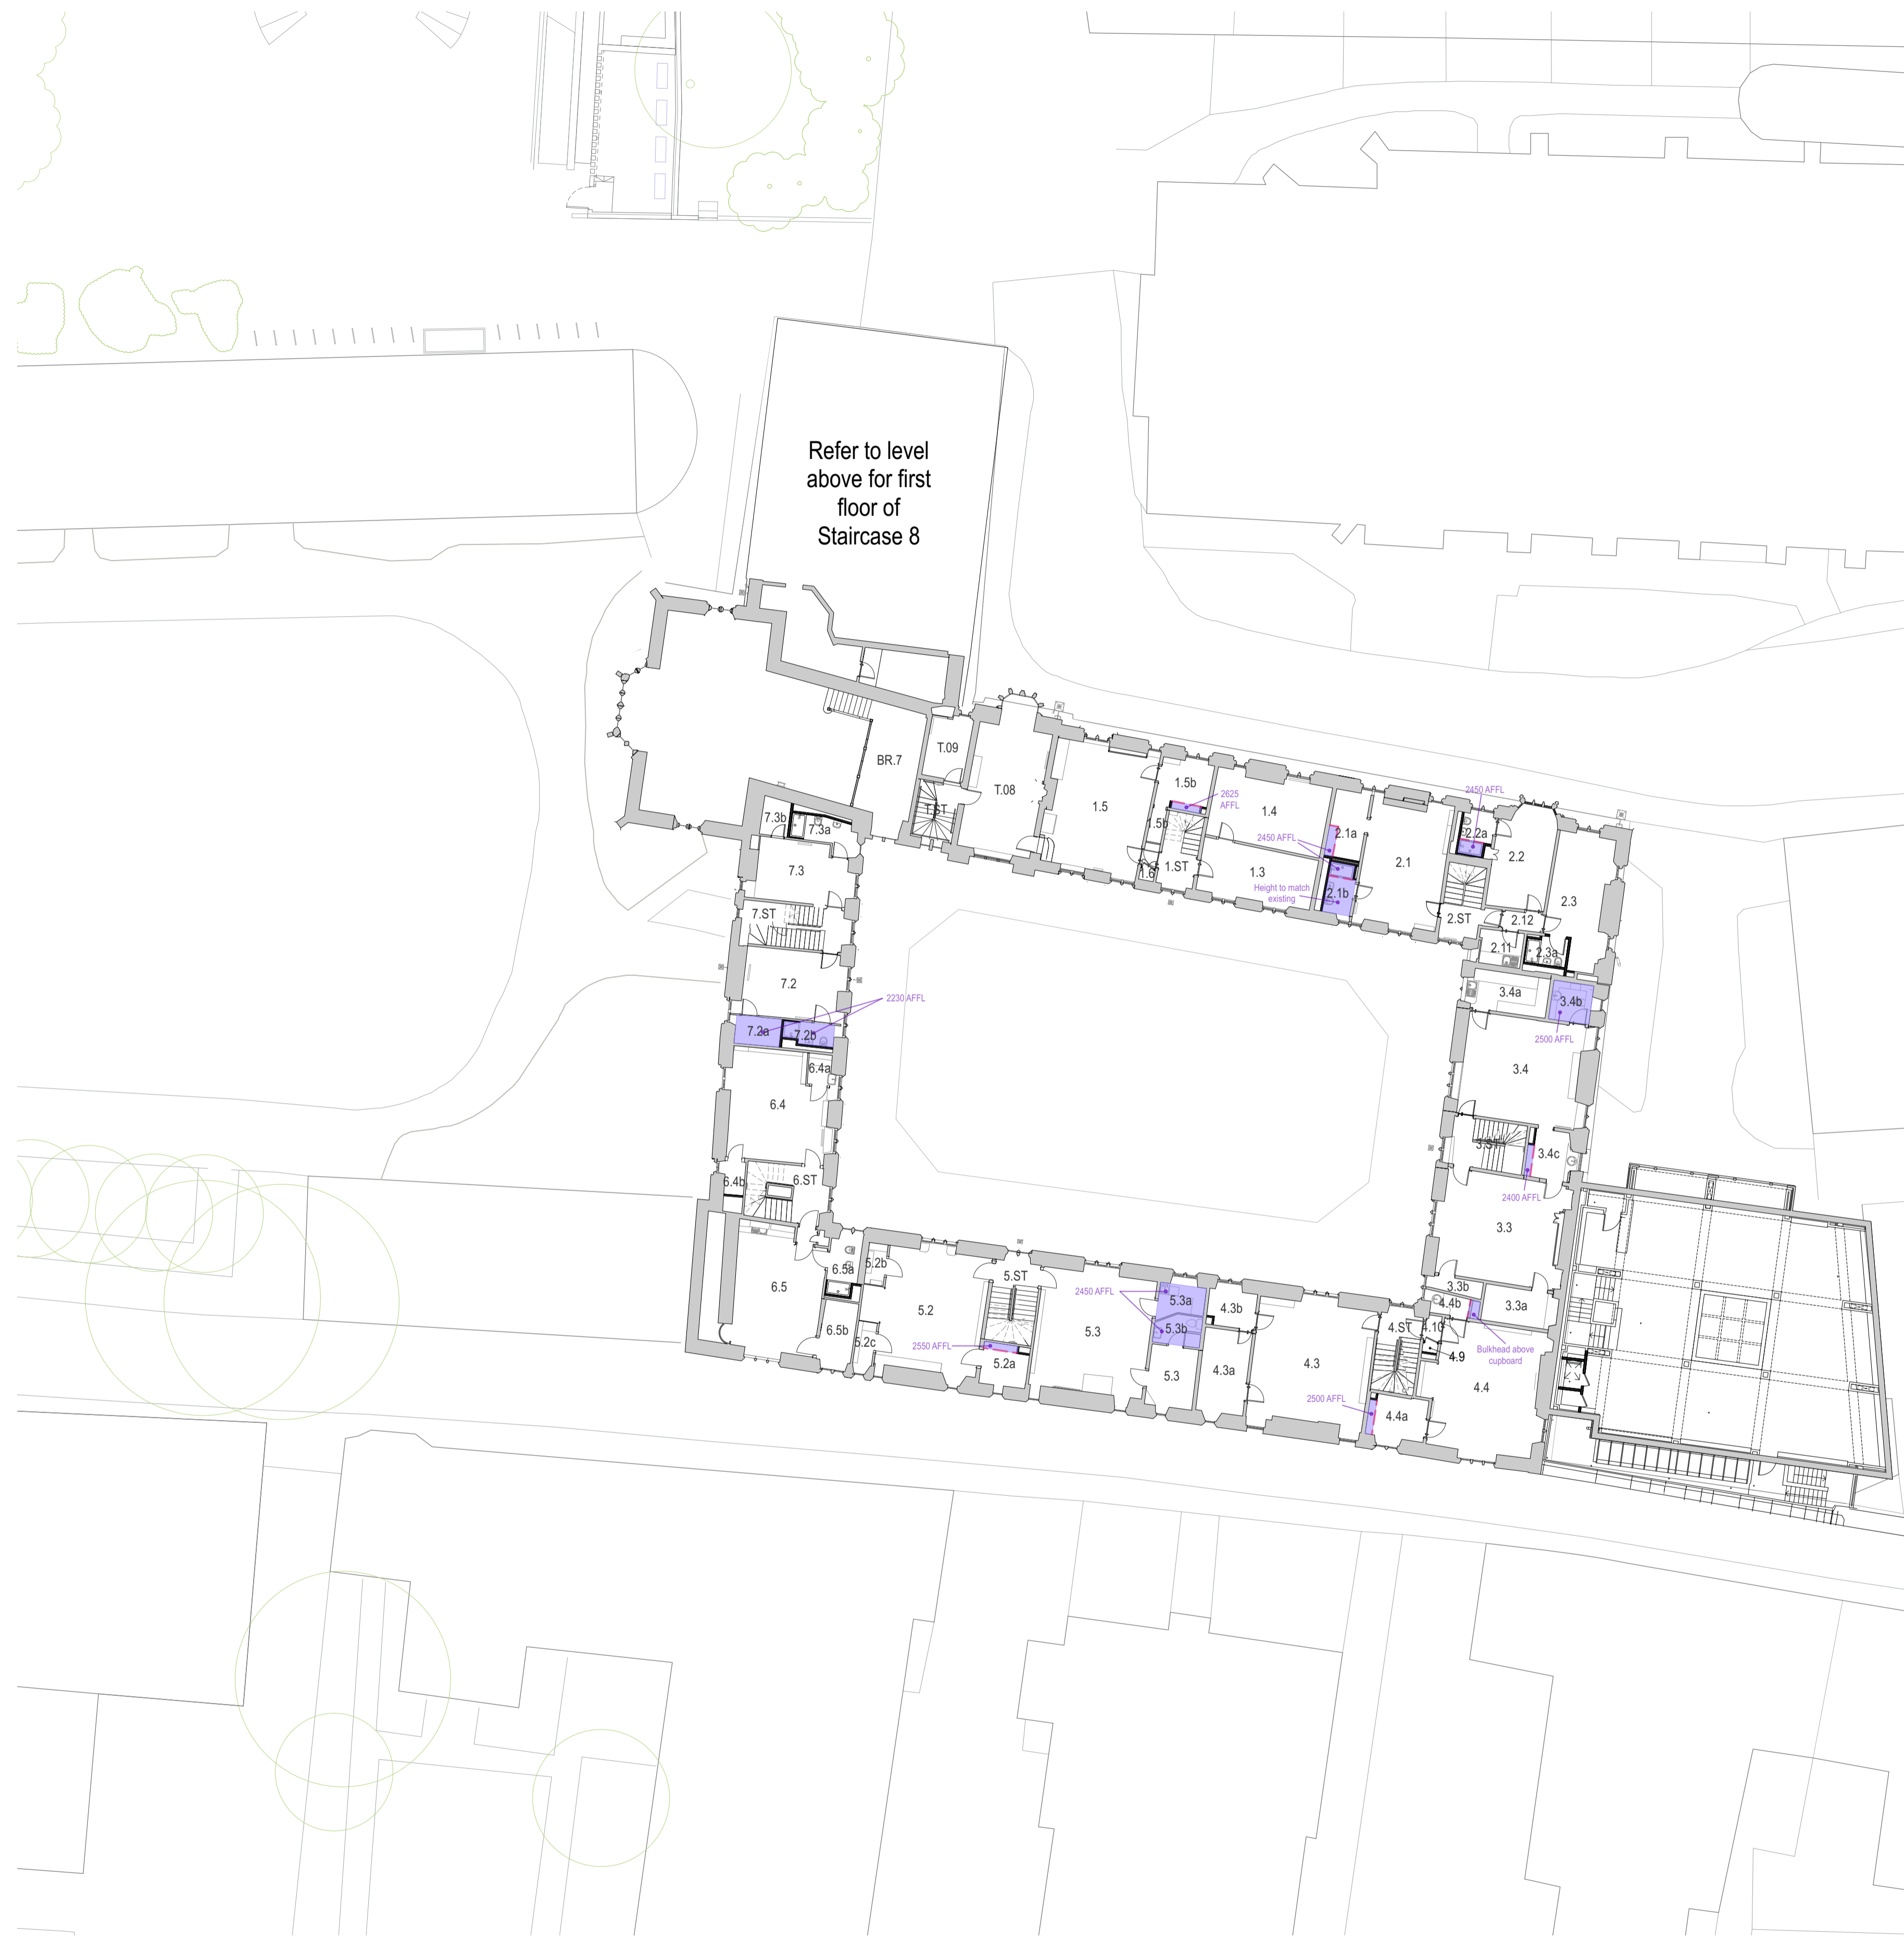 Refer to level
above for first
floor of
Staircase 8
BR.7
T.09
T.08
T.ST
1.5
1.5b
2625
AFFL
1.4
1.5b
1.6
1.ST
1.3
2450 AFFL
2.1a
Height to match
existing
2.1b
2.1
2450 AFFL
2.2a
2.2
2.3
2.ST
2.12
2.11
2.3a
3.4a
3.4b
2500 AFFL
3.4
3.ST
3.4c
2400 AFFL
3.3
3.3b
3.3a
7.3b
7.3a
7.3
7.ST
7.2
2230 AFFL
7.2a
7.2b
6.4a
6.4
6.4b
6.ST
6.5
6.5a
6.5b
5.2b
5.2
5.2c
5.ST
2550 AFFL
5.2a
5.3
2450 AFFL
5.3a
5.3b
5.3
4.3b
4.3a
4.3
4.ST
4.10
4.4b
4.9
Bulkhead above
cupboard
4.4
2500 AFFL
4.4a